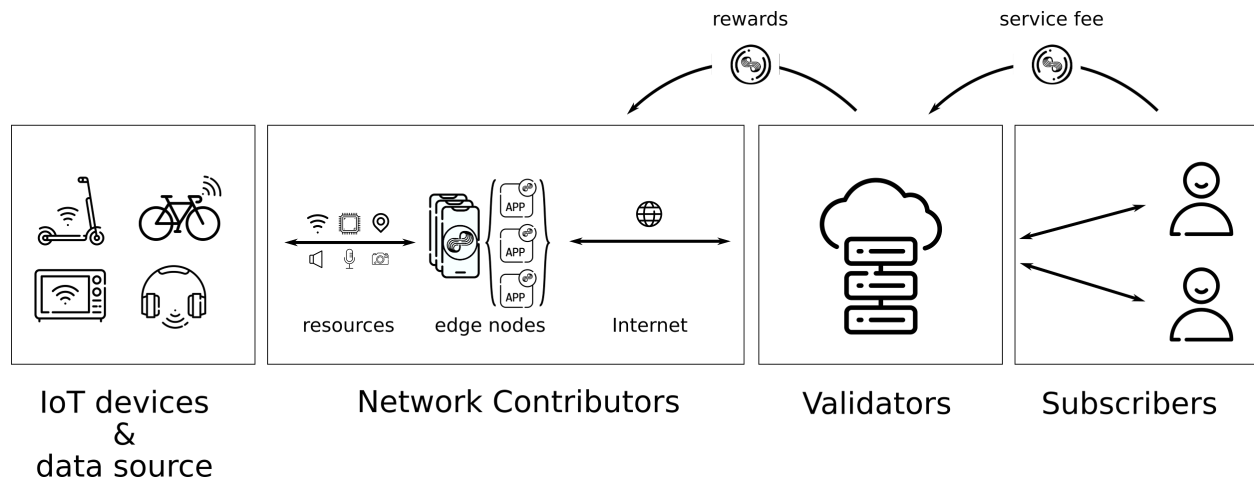 rewards
service fee
APP
APP
APP
resources
edge nodes
Internet
IoT devices
&
data source
Network Contributors
Validators
Subscribers